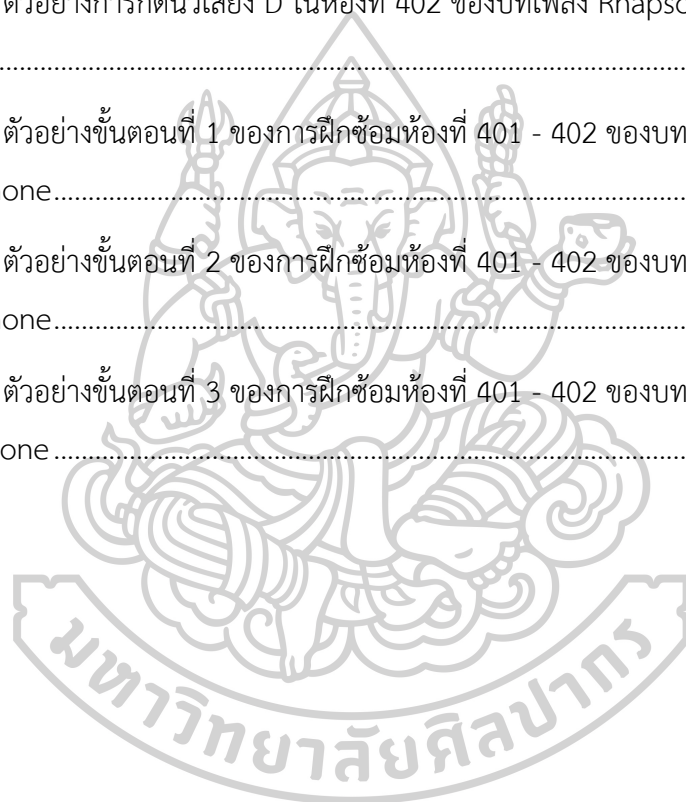 ตัวอย่างการกดนิ้วเสียง D ในห้องที่ 402 ของบทเพลง Rhapso
....................................................................................................
ตัวอย่างขั้นตอนที่ 1 ของการฝึกซ้อมห้องที่ 401 - 402 ของบท
one....................................................................................................
ตัวอย่างขั้นตอนที่ 2 ของการฝึกซ้อมห้องที่ 401 - 402 ของบท
one....................................................................................................
ตัวอย่างขั้นตอนที่ 3 ของการฝึกซ้อมห้องที่ 401 - 402 ของบท
one....................................................................................................
มหาวิทยาลัยศิลปากร